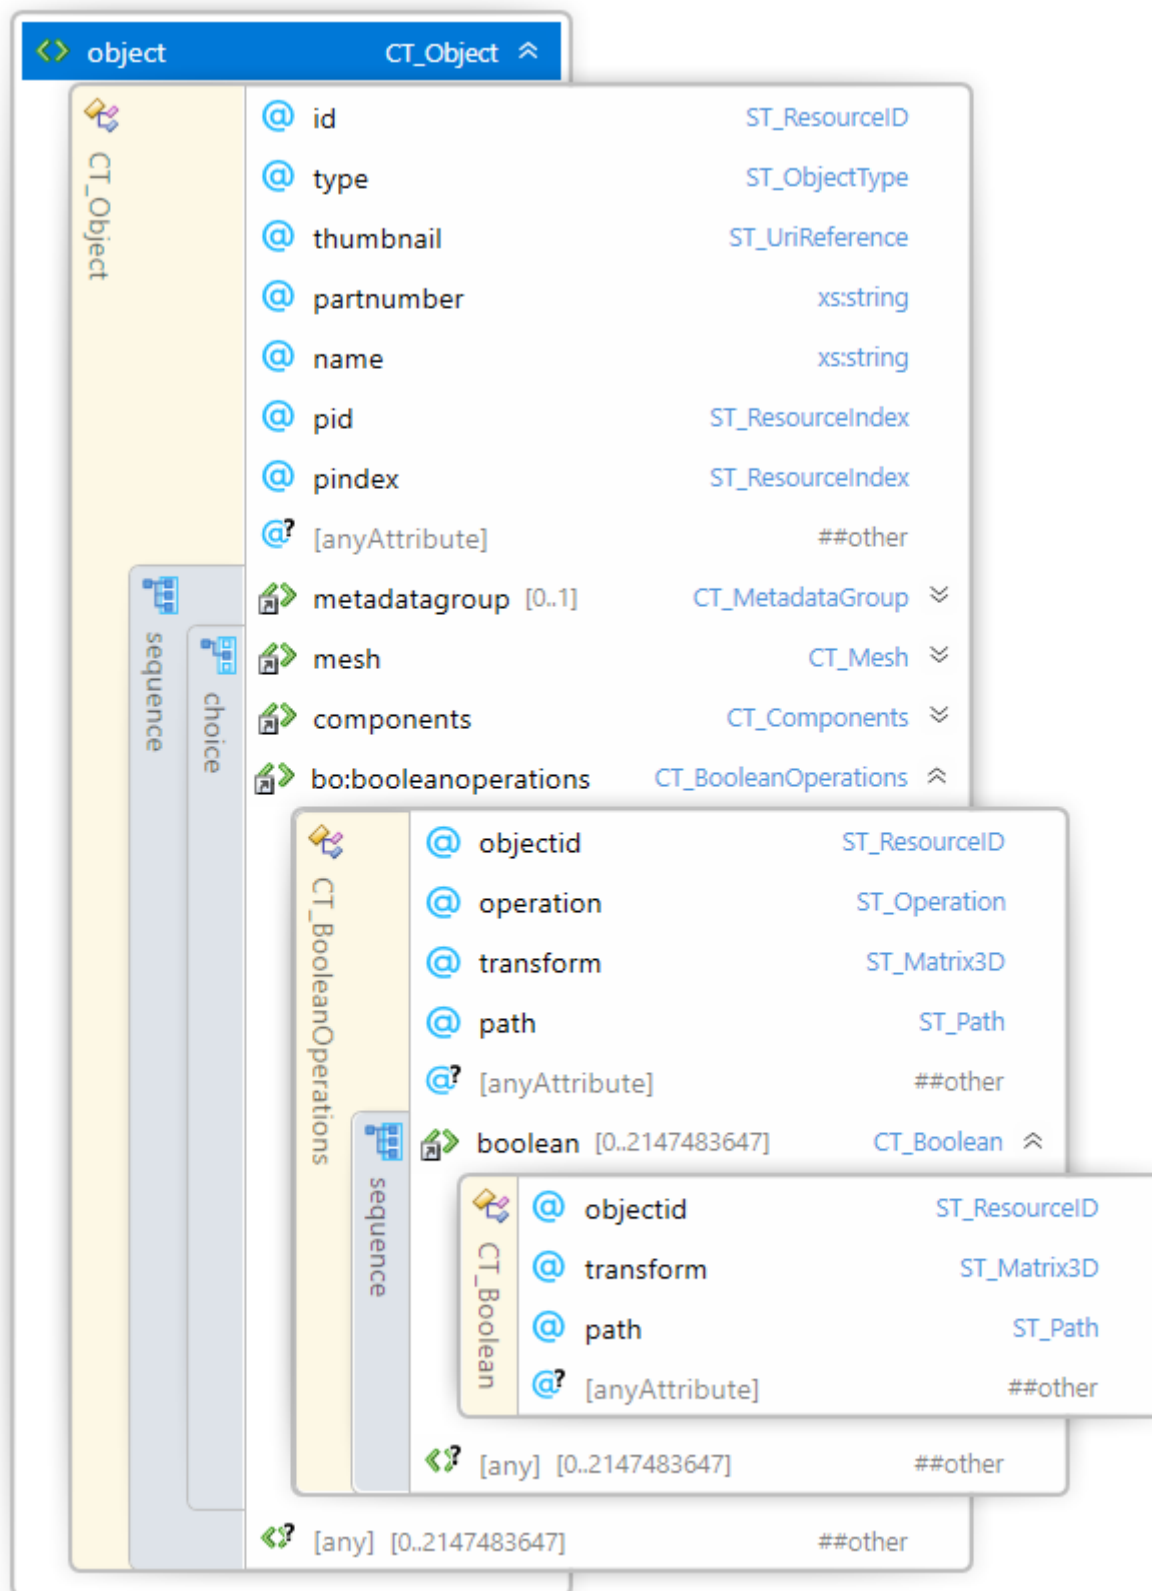 object CT_Object
CT_Object
@ id ST_ResourceID
@ type ST_ObjectType
@ thumbnail ST_UriReference
@ partnumber xs:string
@ name xs:string
@ pid ST_ResourceIndex
@ pindex ST_ResourceIndex
@? [anyAttribute] ##other
sequence
metadatagroup [0..1] CT_MetadataGroup
choice
mesh CT_Mesh
components CT_Components
bo:booleanoperations CT_BooleanOperations
CT_BooleanOperations
@ objectid ST_ResourceID
@ operation ST_Operation
@ transform ST_Matrix3D
@ path ST_Path
@? [anyAttribute] ##other
sequence
boolean [0..2147483647] CT_Boolean
CT_Boolean
@ objectid ST_ResourceID
@ transform ST_Matrix3D
@ path ST_Path
@? [anyAttribute] ##other
<>? [any] [0..2147483647] ##other
<>? [any] [0..2147483647] ##other